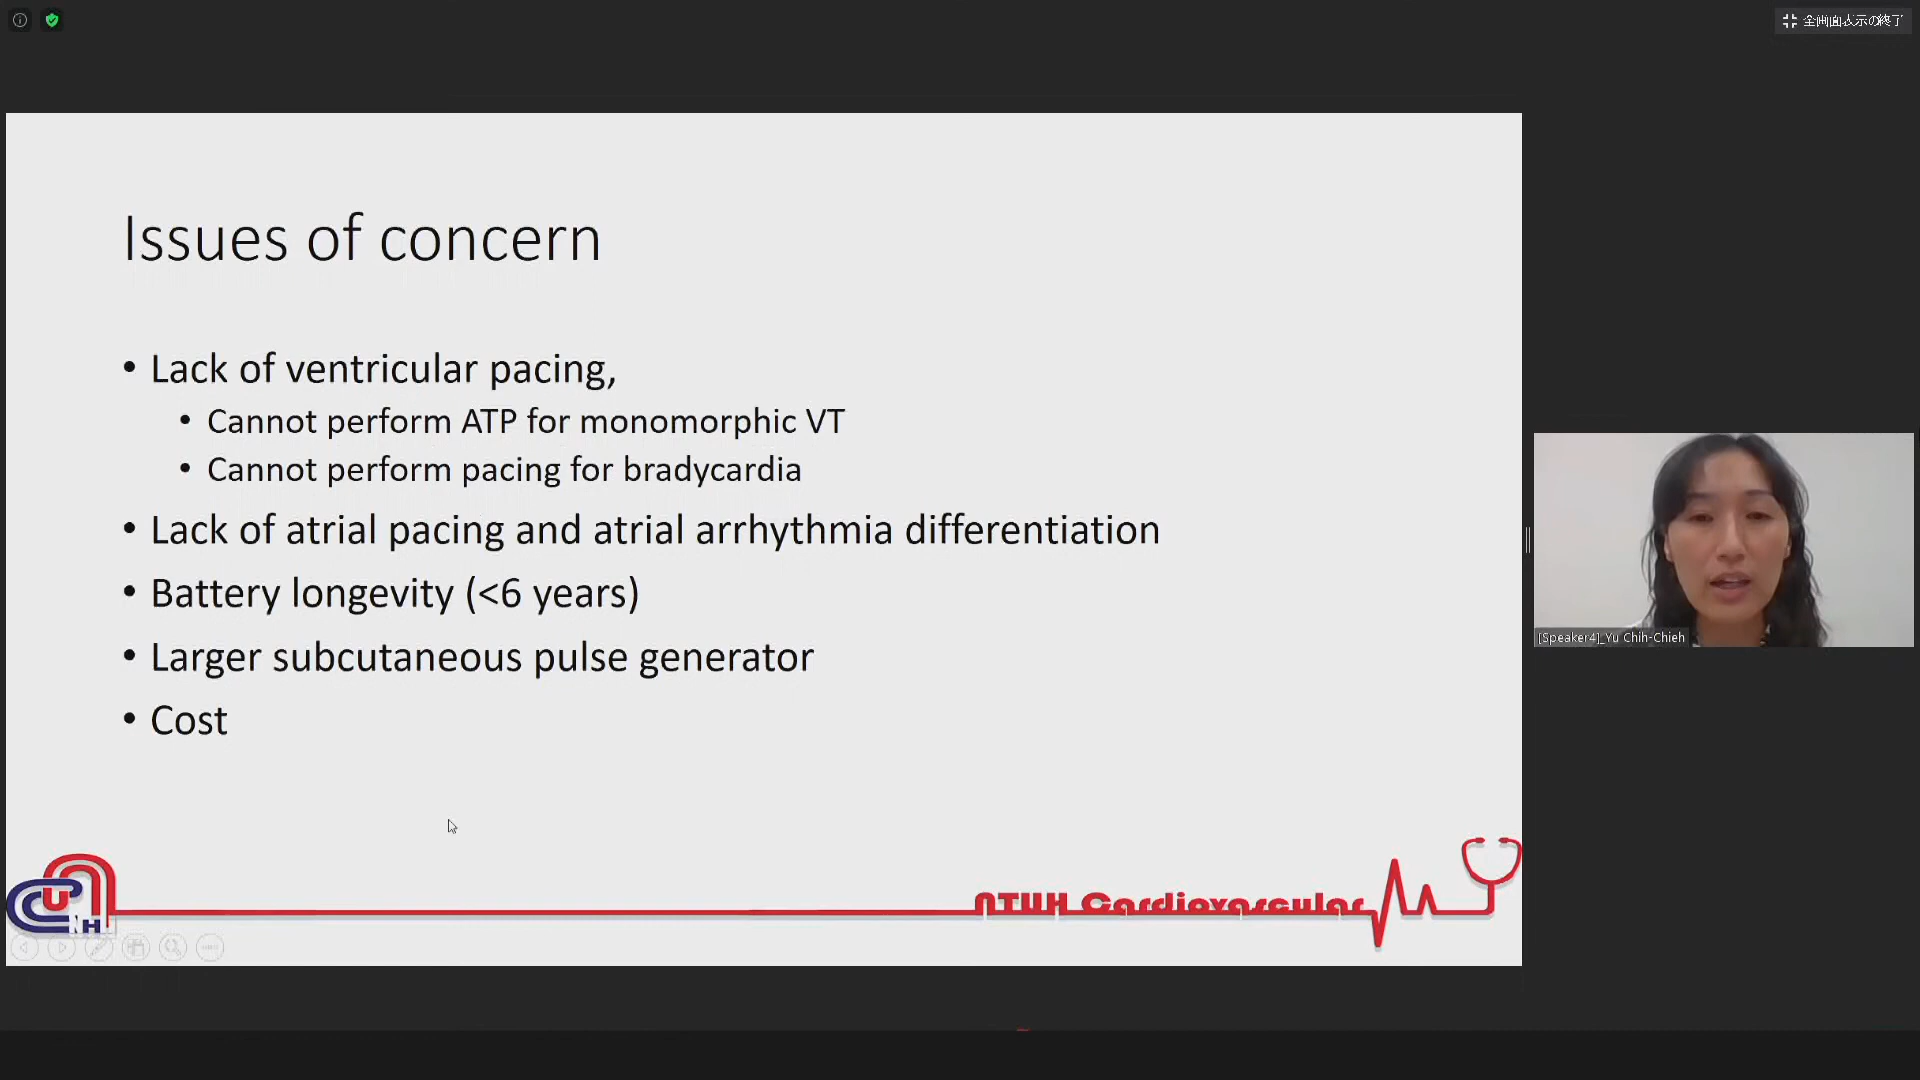 全画面表示の終了
Issues of concern
• Lack of ventricular pacing,
• Cannot perform ATP for monomorphic VT
• Cannot perform pacing for bradycardia
• Lack of atrial pacing and atrial arrhythmia differentiation
• Battery longevity (<6 years)
• Larger subcutaneous pulse generator
• Cost
[Speaker4]_Yu Chih-Chieh
NTUH Cardiovascular
NH